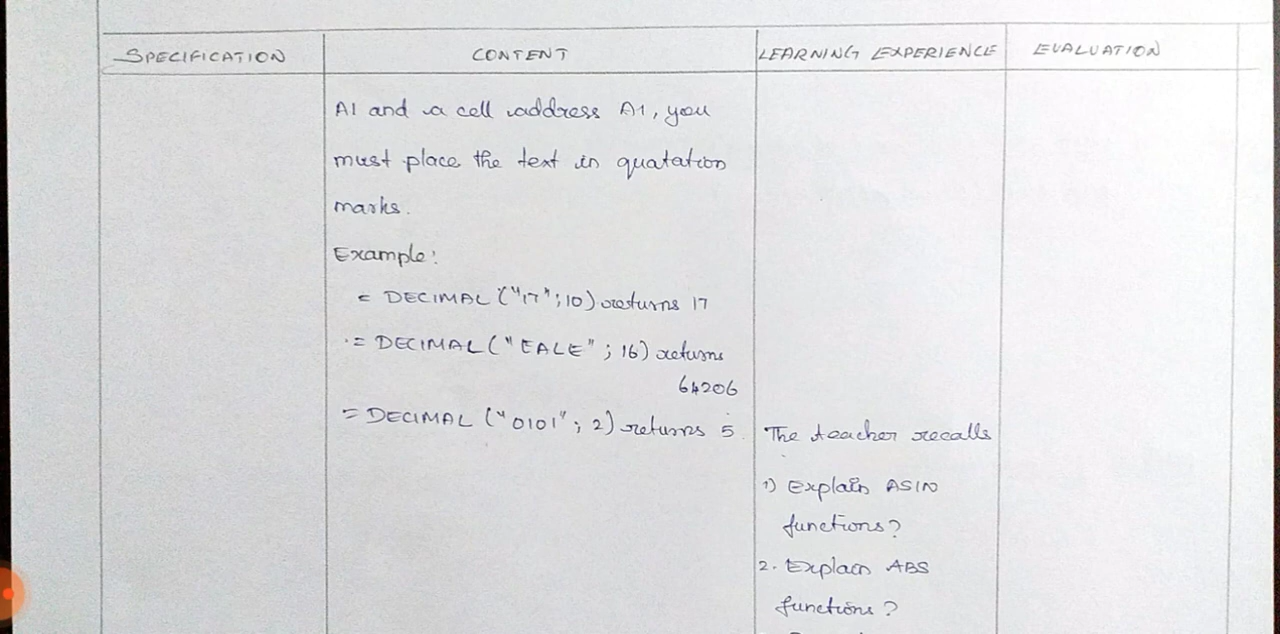 SPECIFICATION
CONTENT
LEARNING EXPERIENCE
EVALUATION
A1 and a cell address A1, you
must place the text in quatation
marks.
Example:
= DECIMAL ("17";10) returns 17
= DECIMAL ("EALE" ; 16) returns
64206
= DECIMAL ("0101" ; 2) returns 5
The teacher recalls
1) Explain ASIN
functions?
2. Explain ABS
functions?